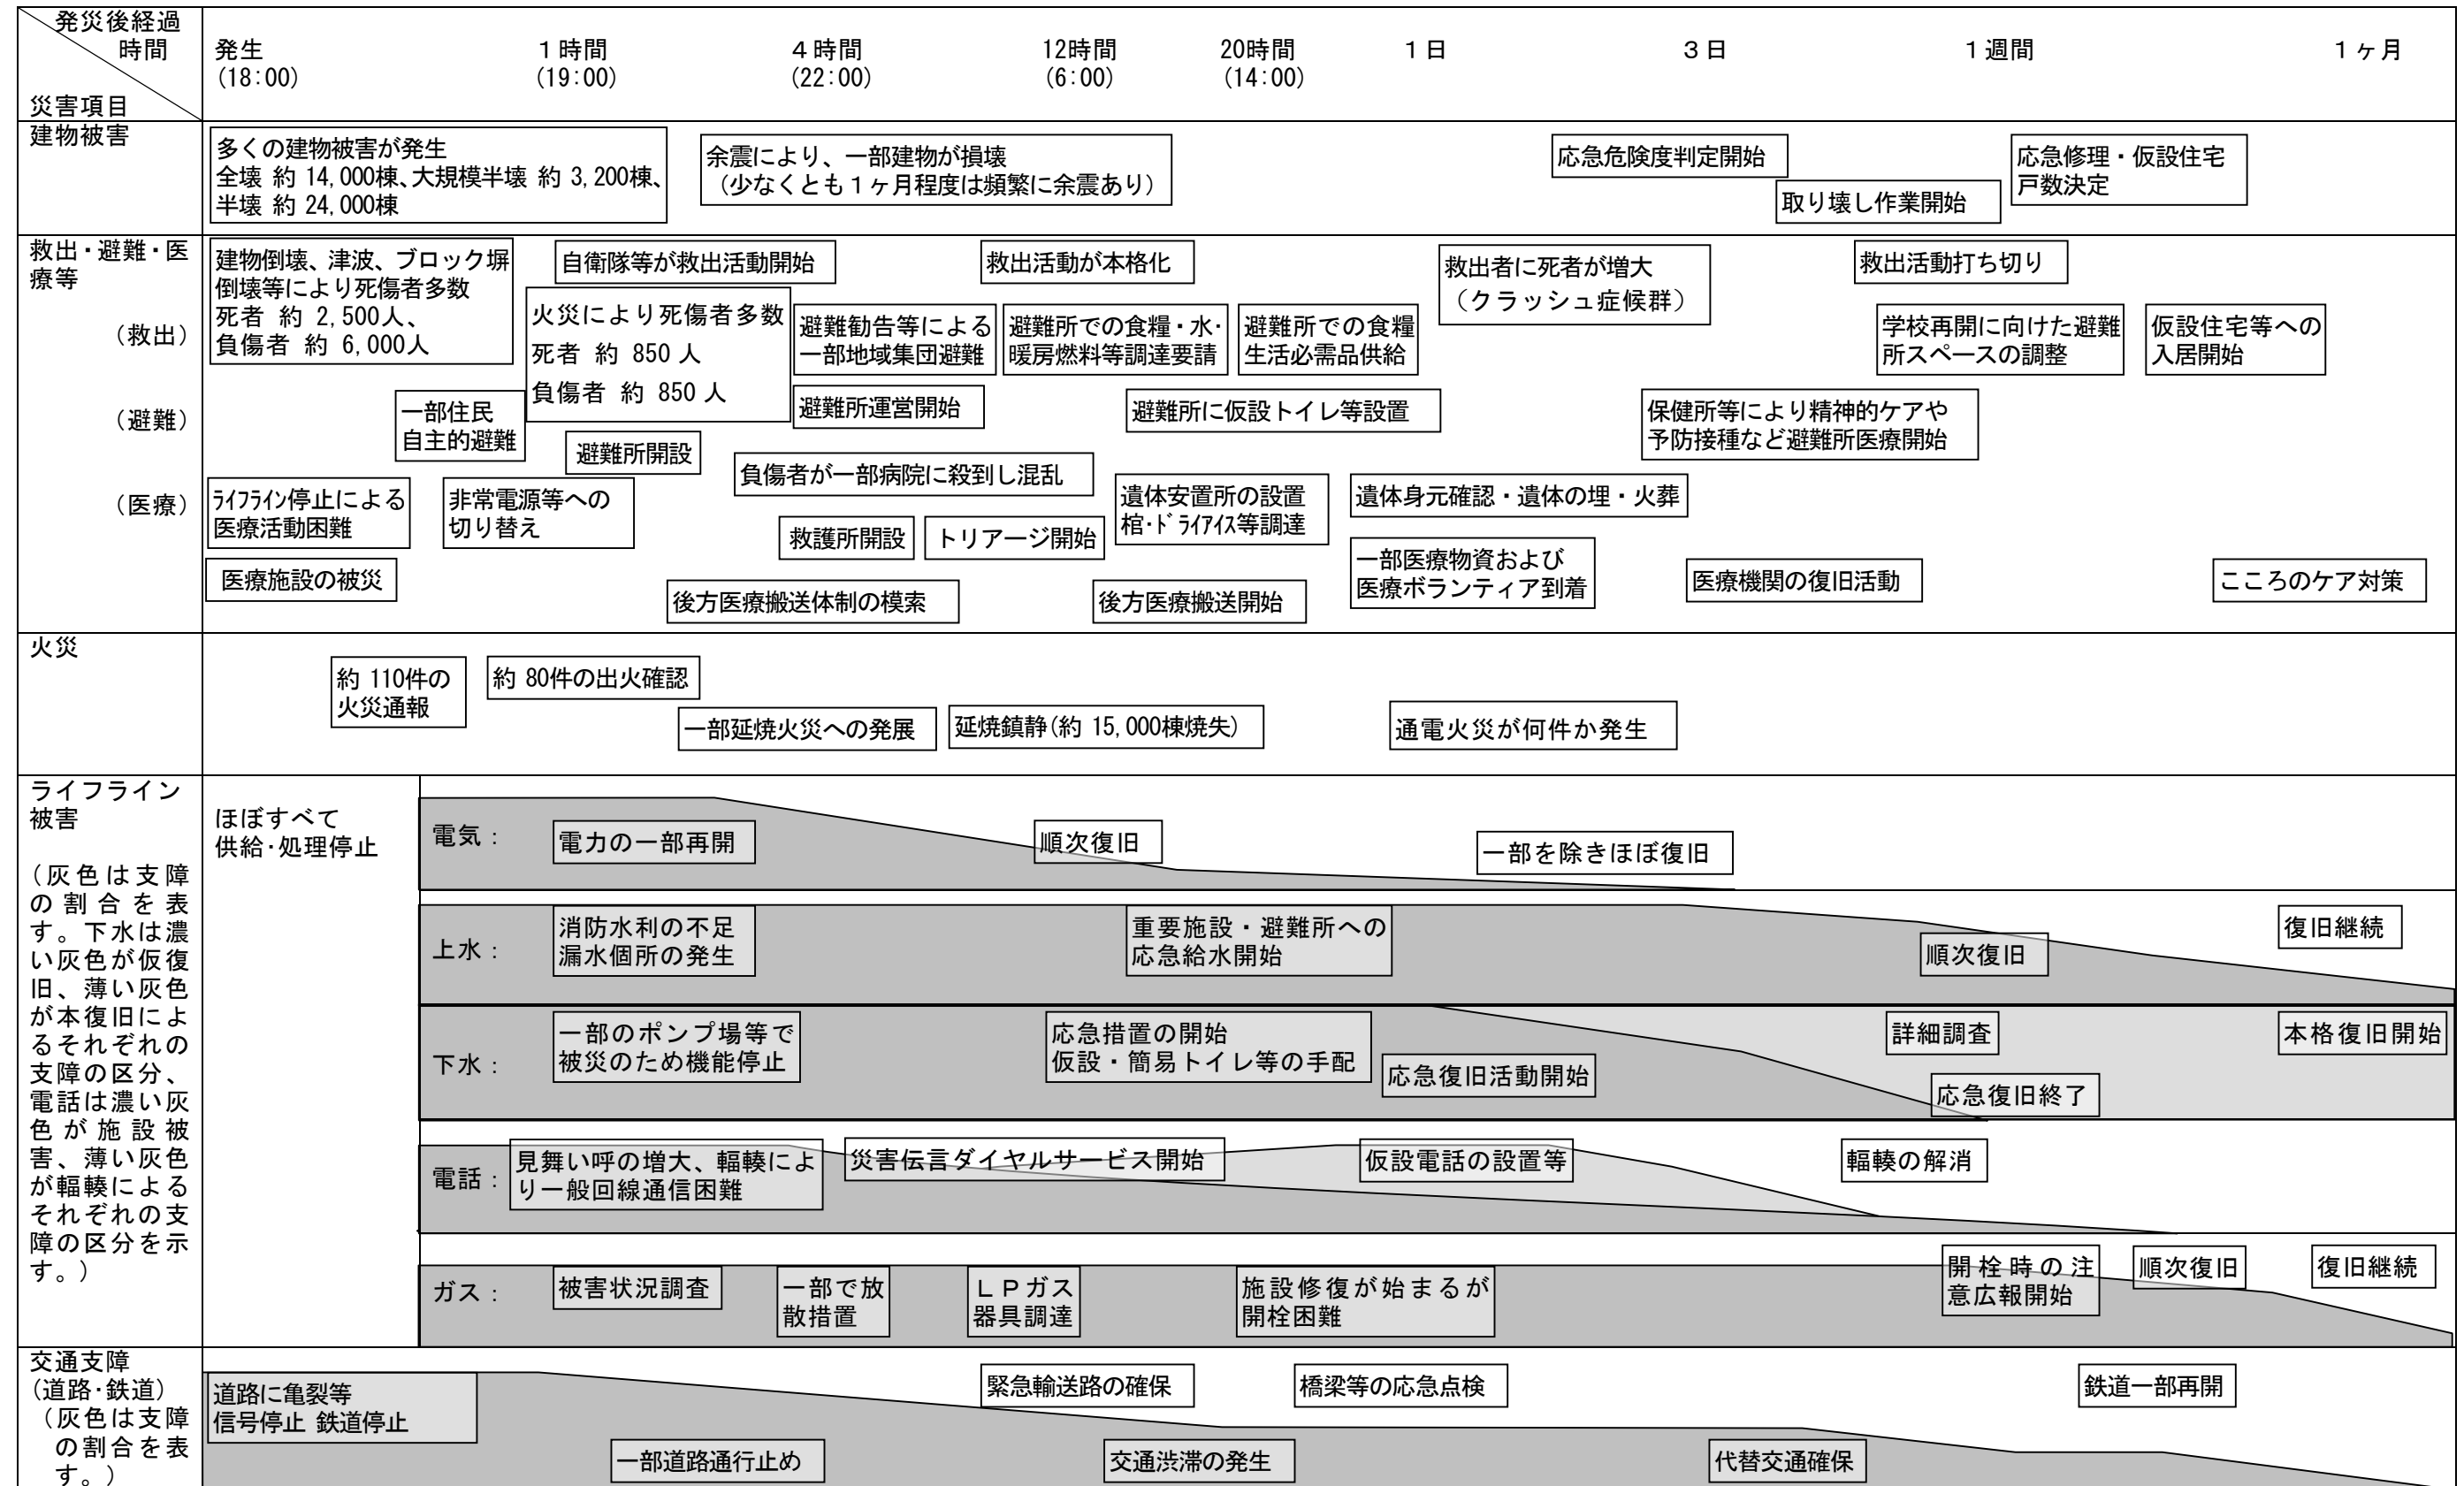 発災後経過
時間
災害項目
発生
(18:00)
１時間
(19:00)
４時間
(22:00)
12時間
(6:00)
20時間
(14:00)
１日
３日
１週間
１ヶ月
建物被害
多くの建物被害が発生
全壊 約 14,000棟、大規模半壊 約 3,200棟、
半壊 約 24,000棟
余震により、一部建物が損壊
（少なくとも１ヶ月程度は頻繁に余震あり）
応急危険度判定開始
取り壊し作業開始
応急修理・仮設住宅
戸数決定
救出・避難・医
療等
（救出）
（避難）
（医療）
建物倒壊、津波、ブロック塀
倒壊等により死傷者多数
死者 約 2,500人、
負傷者 約 6,000人
自衛隊等が救出活動開始
救出活動が本格化
救出者に死者が増大
（クラッシュ症候群）
救出活動打ち切り
火災により死傷者多数
死者 約 850 人
負傷者 約 850 人
避難勧告等による
一部地域集団避難
避難所での食糧・水･
暖房燃料等調達要請
避難所での食糧
生活必需品供給
学校再開に向けた避難
所スペースの調整
仮設住宅等への
入居開始
一部住民
自主的避難
避難所運営開始
避難所に仮設トイレ等設置
保健所等により精神的ケアや
予防接種など避難所医療開始
避難所開設
負傷者が一部病院に殺到し混乱
ﾗｲﾌﾗｲﾝ停止による
医療活動困難
非常電源等への
切り替え
遺体安置所の設置
棺･ﾄﾞﾗｲｱｲｽ等調達
遺体身元確認・遺体の埋・火葬
救護所開設
トリアージ開始
医療施設の被災
一部医療物資および
医療ボランティア到着
医療機関の復旧活動
こころのケア対策
後方医療搬送体制の模索
後方医療搬送開始
火災
約 110件の
火災通報
約 80件の出火確認
一部延焼火災への発展
延焼鎮静(約 15,000棟焼失)
通電火災が何件か発生
ライフライン
被害
（灰色は支障
の割合を表
す。下水は濃
い灰色が仮復
旧、薄い灰色
が本復旧によ
るそれぞれの
支障の区分、
電話は濃い灰
色が施設被
害、薄い灰色
が輻輳による
それぞれの支
障の区分を示
す。）
ほぼすべて
供給･処理停止
電気：
電力の一部再開
順次復旧
一部を除きほぼ復旧
上水：
消防水利の不足
漏水個所の発生
重要施設・避難所への
応急給水開始
順次復旧
復旧継続
下水：
一部のポンプ場等で
被災のため機能停止
応急措置の開始
仮設・簡易トイレ等の手配
応急復旧活動開始
詳細調査
応急復旧終了
本格復旧開始
電話：
見舞い呼の増大、輻輳によ
り一般回線通信困難
災害伝言ダイヤルサービス開始
仮設電話の設置等
輻輳の解消
ガス：
被害状況調査
一部で放
散措置
ＬＰガス
器具調達
施設修復が始まるが
開栓困難
開栓時の注
意広報開始
順次復旧
復旧継続
交通支障
(道路･鉄道)
（灰色は支障
の割合を表
す。）
道路に亀裂等
信号停止 鉄道停止
一部道路通行止め
緊急輸送路の確保
交通渋滞の発生
橋梁等の応急点検
代替交通確保
鉄道一部再開